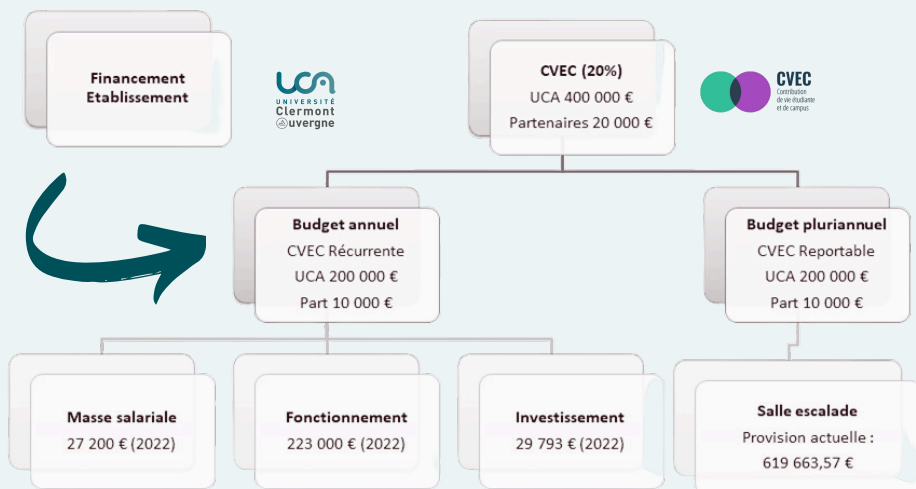 Financement
Etablissement
UCA
UNIVERSITÉ
Clermont
Auvergne
CVEC (20%)
UCA 400 000 €
Partenaires 20 000 €
CVEC
Contribution
de vie étudiante
et de campus
Budget annuel
CVEC Récurrente
UCA 200 000 €
Part 10 000 €
Budget pluriannuel
CVEC Reportable
UCA 200 000 €
Part 10 000 €
Masse salariale
27 200 € (2022)
Fonctionnement
223 000 € (2022)
Investissement
29 793 € (2022)
Salle escalade
Provision actuelle :
619 663,57 €